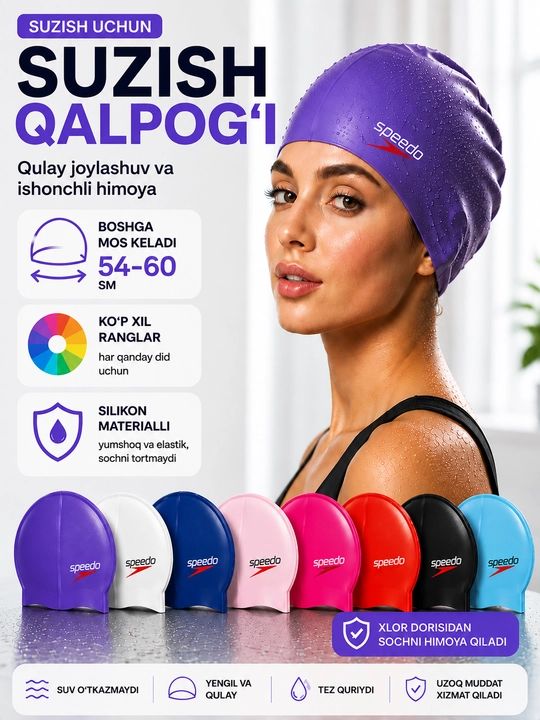 SUZISH UCHUN
SUZISH
QALPOG‘I
Qulay joylashuv va
ishonchli himoya
BOSHGA
MOS KELADI
54-60
SM
KO‘P XIL
RANGLAR
har qanday did
uchun
SILIKON
MATERIALLI
yumshoq va elastik,
sochni tortmaydi
speedo
speedo
speedo
speedo
speedo
speedo
speedo
speedo
speedo
XLOR DORISIDAN
SOCHNI HIMOYA QILADI
SUV O‘TKAZMAYDI
YENGIL VA
QULAY
TEZ QURIYDI
UZOQ MUDDAT
XIZMAT QILADI